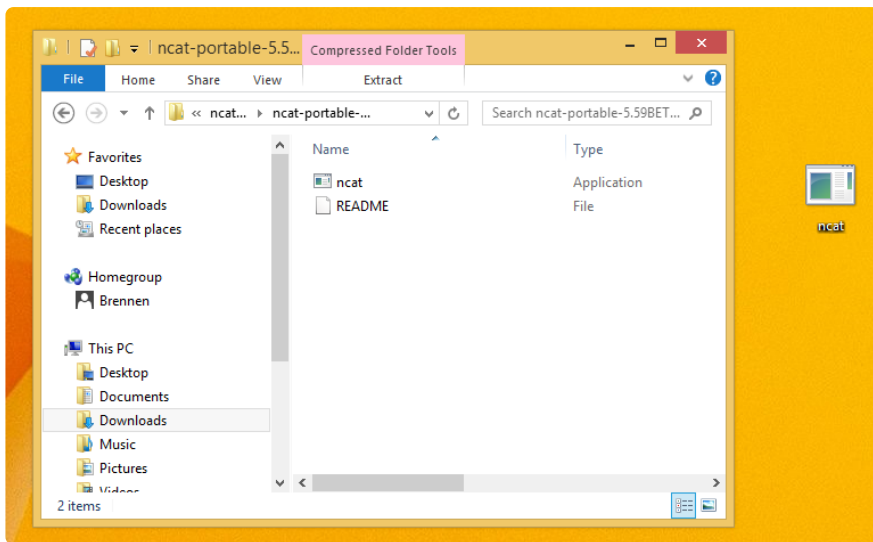 ncat-portable-5.5...
Compressed Folder Tools
File
Home
Share
View
Extract
« ncat... ncat-portable-...
Search ncat-portable-5.59BET...
Favorites
Desktop
Downloads
Recent places
Homegroup
Brennen
This PC
Desktop
Documents
Downloads
Music
Pictures
Videos
Name
Type
ncat
Application
README
File
2 items
ncat